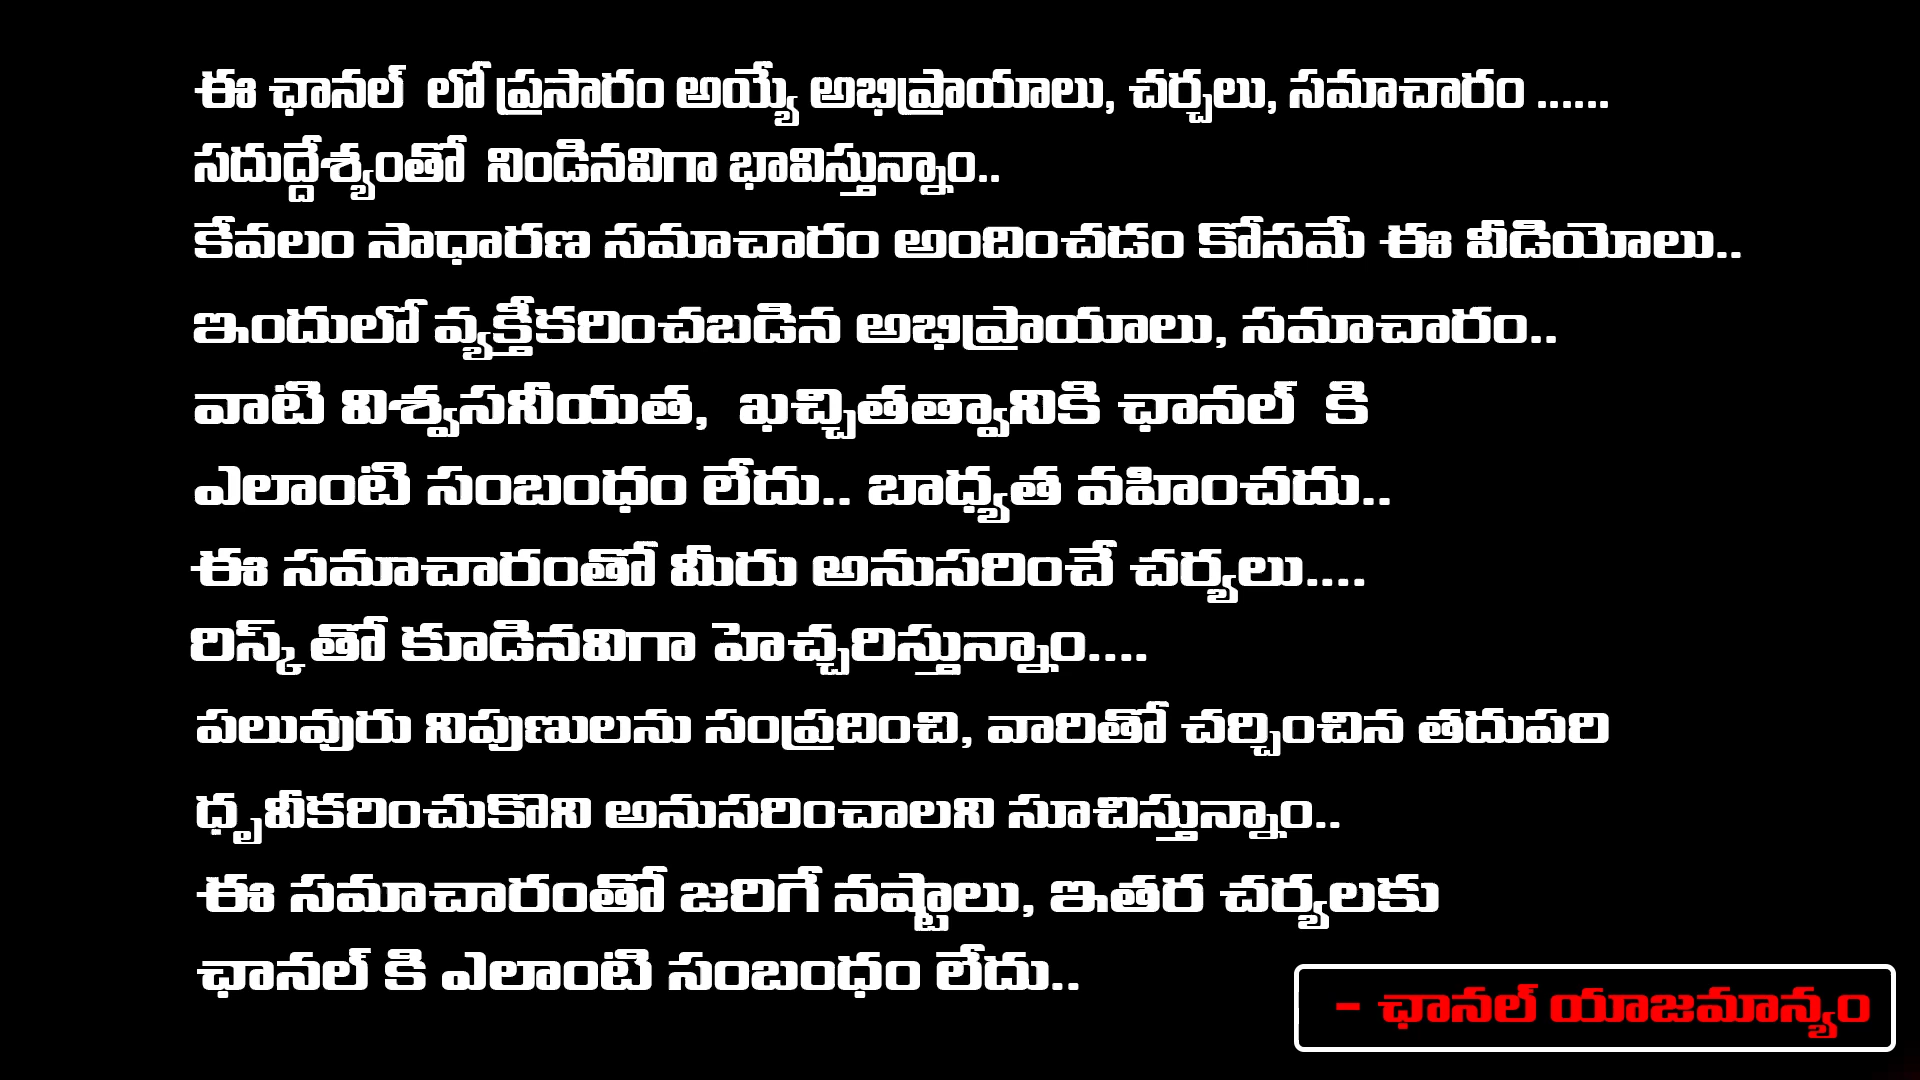 ఈ ఛానల్ లో ప్రసారం అయ్యే అభిప్రాయాలు, చర్చలు, సమాచారం ......
సదుద్దేశ్యంతో నిండినవిగా భావిస్తున్నాం..
కేవలం సాధారణ సమాచారం అందించడం కోసమే ఈ వీడియోలు..
ఇందులో వ్యక్తీకరించబడిన అభిప్రాయాలు, సమాచారం..
వాటి విశ్వసనీయత, ఖచ్చితత్వానికి ఛానల్ కి
ఎలాంటి సంబంధం లేదు.. బాధ్యత వహించదు..
ఈ సమాచారంతో మీరు అనుసరించే చర్యలు....
రిస్క్ తో కూడినవిగా హెచ్చరిస్తున్నాం....
పలువురు నిపుణులను సంప్రదించి, వారితో చర్చించిన తదుపరి
ధృవీకరించుకొని అనుసరించాలని సూచిస్తున్నాం..
ఈ సమాచారంతో జరిగే నష్టాలు, ఇతర చర్యలకు
ఛానల్ కి ఎలాంటి సంబంధం లేదు..
- ఛానల్ యాజమాన్యం